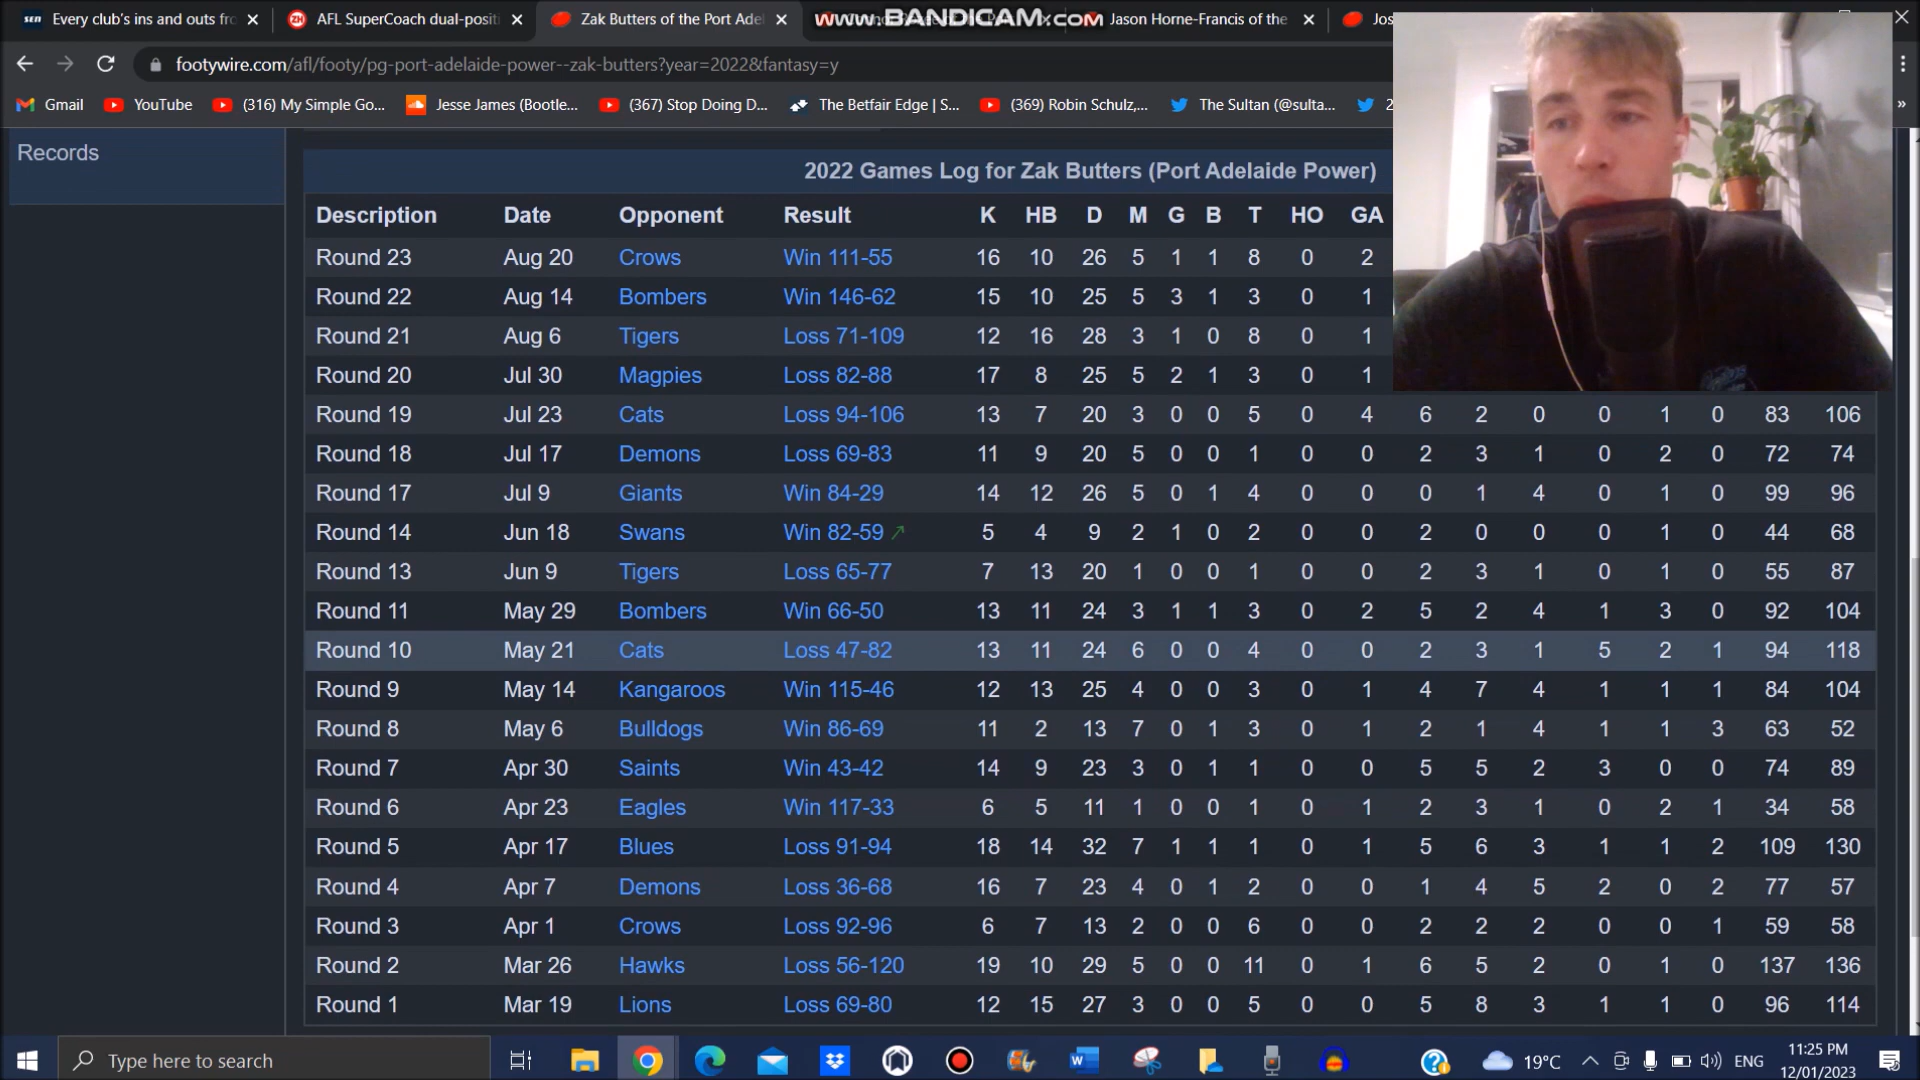 Every club's ins and outs fro
AFL SuperCoach dual-positi
Zak Butters of the Port Adel
www.BANDICAM.com
Jason Horne-Francis of the
Jos
footywire.com/afl/footy/pg-port-adelaide-power--zak-butters?year=2022&fantasy=y
Gmail YouTube (316) My Simple Go... Jesse James (Bootle... (367) Stop Doing D... The Betfair Edge | S... (369) Robin Schulz,... The Sultan (@sulta... 2 »
Records
2022 Games Log for Zak Butters (Port Adelaide Power)
Description Date Opponent Result K HB D M G B T HO GA
Round 23 Aug 20 Crows Win 111-55 16 10 26 5 1 1 8 0 2
Round 22 Aug 14 Bombers Win 146-62 15 10 25 5 3 1 3 0 1
Round 21 Aug 6 Tigers Loss 71-109 12 16 28 3 1 0 8 0 1
Round 20 Jul 30 Magpies Loss 82-88 17 8 25 5 2 1 3 0 1
Round 19 Jul 23 Cats Loss 94-106 13 7 20 3 0 0 5 0 4 6 2 0 0 1 0 83 106
Round 18 Jul 17 Demons Loss 69-83 11 9 20 5 0 0 1 0 0 2 3 1 0 2 0 72 74
Round 17 Jul 9 Giants Win 84-29 14 12 26 5 0 1 4 0 0 0 1 4 0 1 0 99 96
Round 14 Jun 18 Swans Win 82-59 5 4 9 2 1 0 2 0 0 2 0 0 0 1 0 44 68
Round 13 Jun 9 Tigers Loss 65-77 7 13 20 1 0 0 1 0 0 2 3 1 0 1 0 55 87
Round 11 May 29 Bombers Win 66-50 13 11 24 3 1 1 3 0 2 5 2 4 1 3 0 92 104
Round 10 May 21 Cats Loss 47-82 13 11 24 6 0 0 4 0 0 2 3 1 5 2 1 94 118
Round 9 May 14 Kangaroos Win 115-46 12 13 25 4 0 0 3 0 1 4 7 4 1 1 1 84 104
Round 8 May 6 Bulldogs Win 86-69 11 2 13 7 0 1 3 0 1 2 1 4 1 1 3 63 52
Round 7 Apr 30 Saints Win 43-42 14 9 23 3 0 1 1 0 0 5 5 2 3 0 0 74 89
Round 6 Apr 23 Eagles Win 117-33 6 5 11 1 0 0 1 0 1 2 3 1 0 2 1 34 58
Round 5 Apr 17 Blues Loss 91-94 18 14 32 7 1 1 1 0 1 5 6 3 1 1 2 109 130
Round 4 Apr 7 Demons Loss 36-68 16 7 23 4 0 1 2 0 0 1 4 5 2 0 2 77 57
Round 3 Apr 1 Crows Loss 92-96 6 7 13 2 0 0 6 0 0 2 2 2 0 0 1 59 58
Round 2 Mar 26 Hawks Loss 56-120 19 10 29 5 0 0 11 0 1 6 5 2 0 1 0 137 136
Round 1 Mar 19 Lions Loss 69-80 12 15 27 3 0 0 5 0 0 5 8 3 1 1 0 96 114
Type here to search
19°C
ENG
11:25 PM
12/01/2023